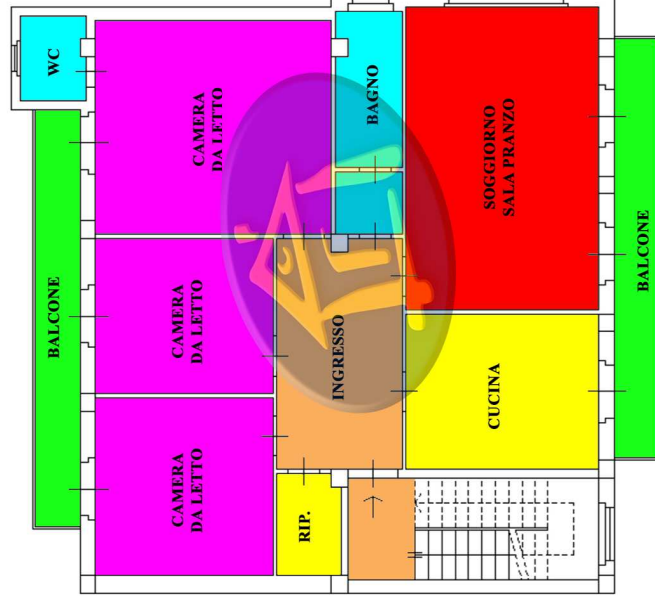 WC
CAMERA
DA LETTO
BAGNO
SOGGIORNO
SALA PRANZO
BALCONE
BALCONE
CAMERA
DA LETTO
INGRESSO
CUCINA
CAMERA
DA LETTO
RIP.